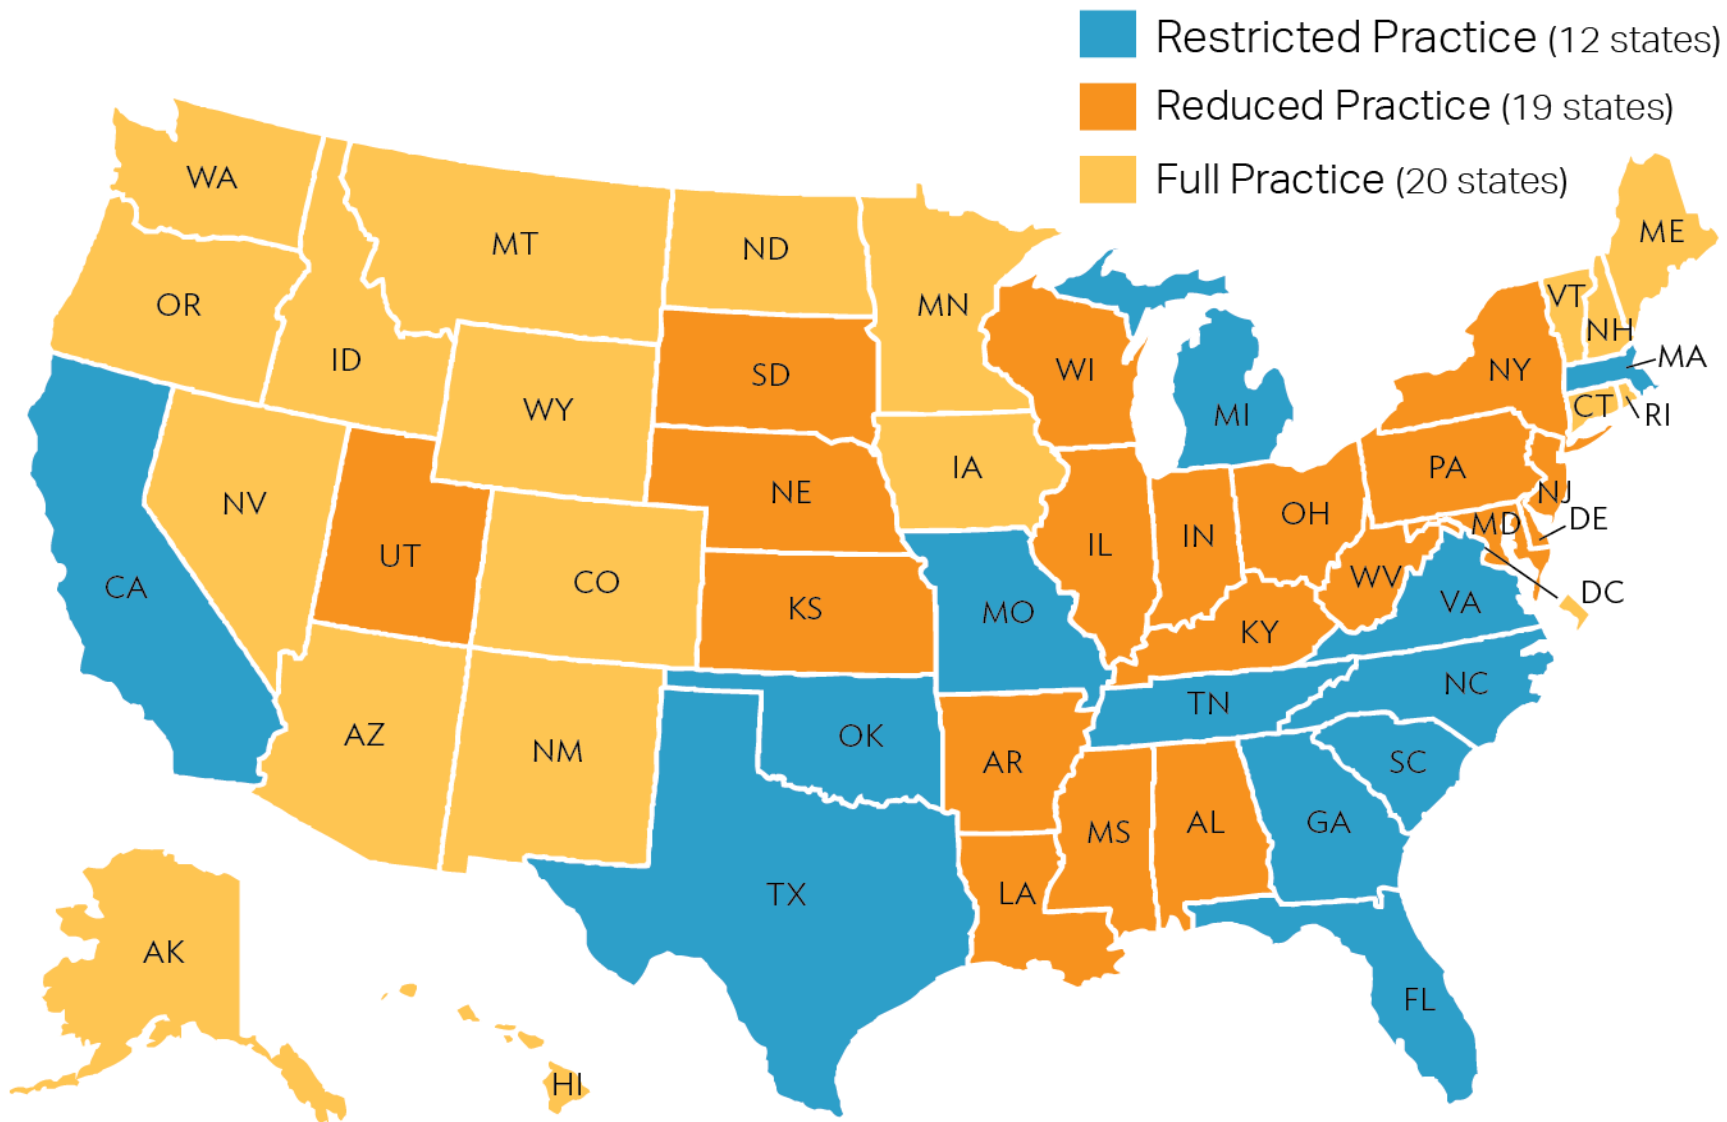 Restricted Practice (12 states)
Reduced Practice (19 states)
Full Practice (20 states)
WA
OR
ID
MT
ND
MN
WY
SD
WI
MI
NY
VT
NH
ME
MA
CT
RI
IA
NE
NV
UT
CO
KS
CA
MO
IL
IN
OH
PA
NJ
MD
DE
DC
WV
VA
KY
TN
NC
SC
AZ
NM
OK
AR
TX
LA
MS
AL
GA
FL
AK
HI